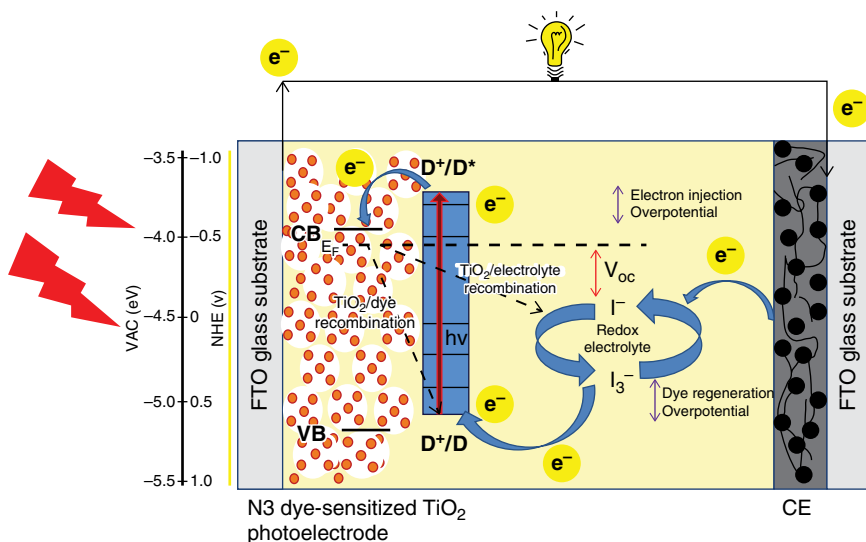 e⁻
e⁻
−3.5
−1.0
−4.0
−0.5
−4.5
0
−5.0
0.5
−5.5
1.0
VAC (eV)
NHE (v)
FTO glass substrate
e⁻
D⁺/D*
e⁻
CB
E_F
TiO₂/dye
recombination
TiO₂/electrolyte
recombination
hv
VB
D⁺/D
e⁻
e⁻
Electron injection
Overpotential
V_oc
e⁻
I⁻
Redox
electrolyte
I₃⁻
Dye regeneration
Overpotential
FTO glass substrate
N3 dye-sensitized TiO₂
photoelectrode
CE